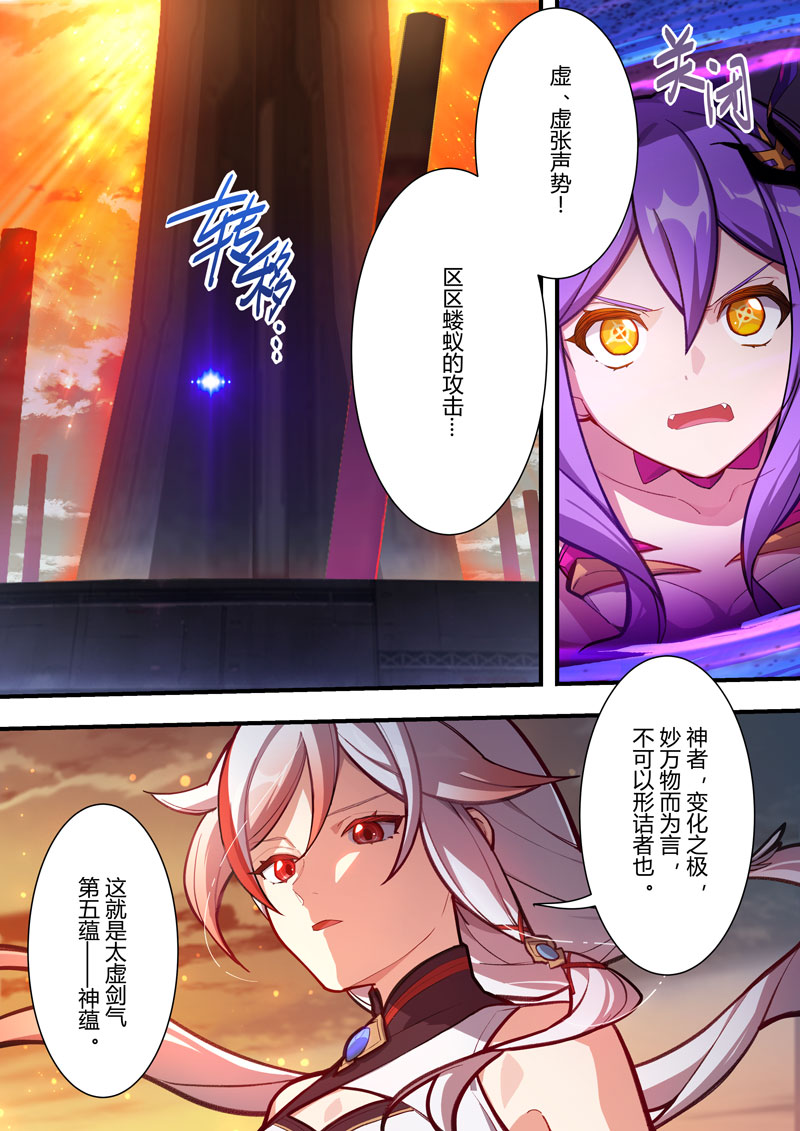 关闭
虚、虚张声势！
区区蝼蚁的攻击…
转移…
神者，变化之极，
妙万物而为言，
不可以形诘者也。
这就是太虚剑气
第五蕴——神蕴。